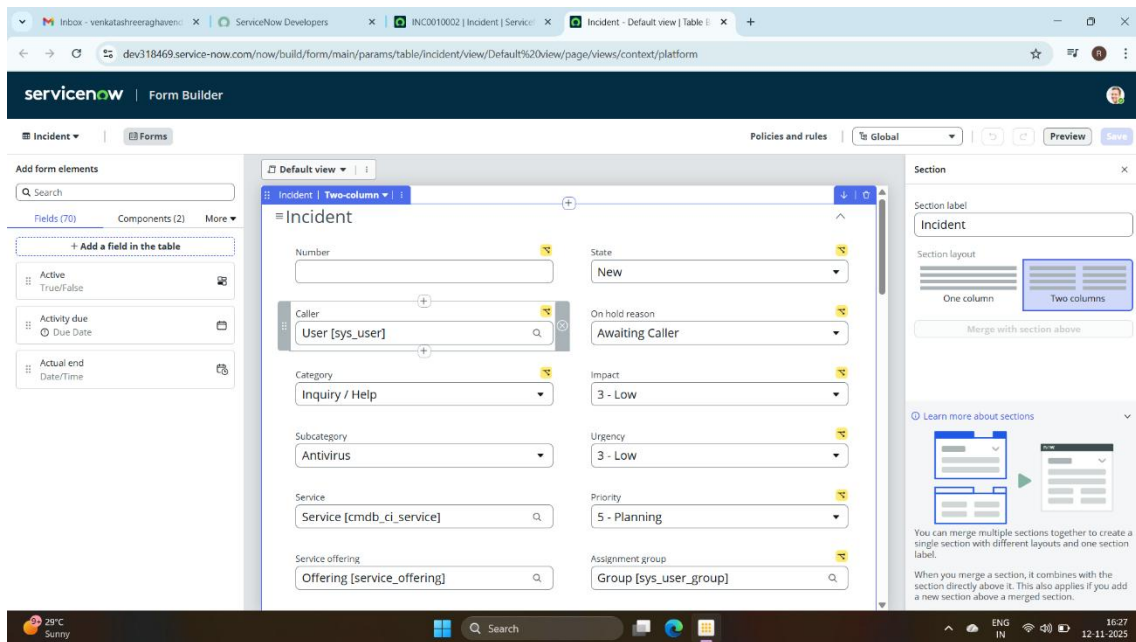 Inbox - venkatashreeraghavend
ServiceNow Developers
INC0010002 | Incident | Service
Incident - Default view | Table B
dev318469.service-now.com/now/build/form/main/params/table/incident/view/Default%20view/page/views/context/platform
R
servicenow | Form Builder
Incident
Forms
Policies and rules
Global
Preview
Save
Add form elements
Search
Fields (70) Components (2) More
+ Add a field in the table
Active
True/False
Activity due
Due Date
Actual end
Date/Time
Default view
Incident | Two-column
Incident
Number
State
New
Caller
User [sys_user]
On hold reason
Awaiting Caller
Category
Inquiry / Help
Impact
3 - Low
Subcategory
Antivirus
Urgency
3 - Low
Service
Service [cmdb_ci_service]
Priority
5 - Planning
Service offering
Offering [service_offering]
Assignment group
Group [sys_user_group]
Section
Section label
Incident
Section layout
One column
Two columns
Merge with section above
Learn more about sections
You can merge multiple sections together to create a
single section with different layouts and one section
label.
When you merge a section, it combines with the
section directly above it. This also applies if you add
a new section above a merged section.
9+
29°C
Sunny
Search
ENG
IN
16:27
12-11-2025